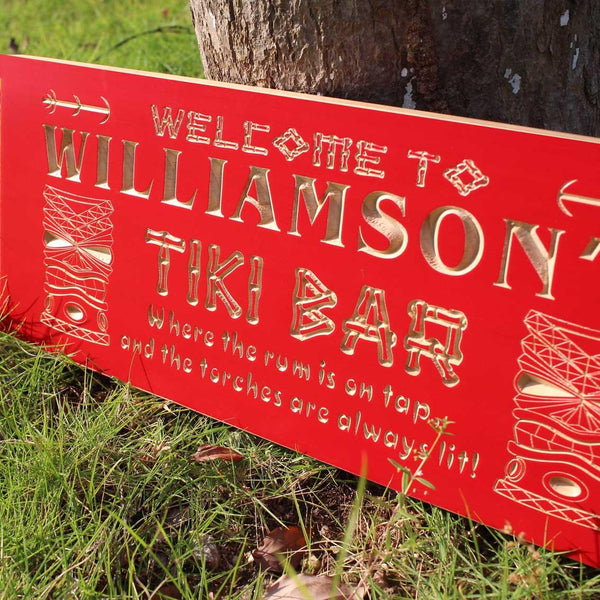 WELCOME TO
WILLIAMSON'
TIKI BAR
Where the rum is on tap
and the torches are always lit!